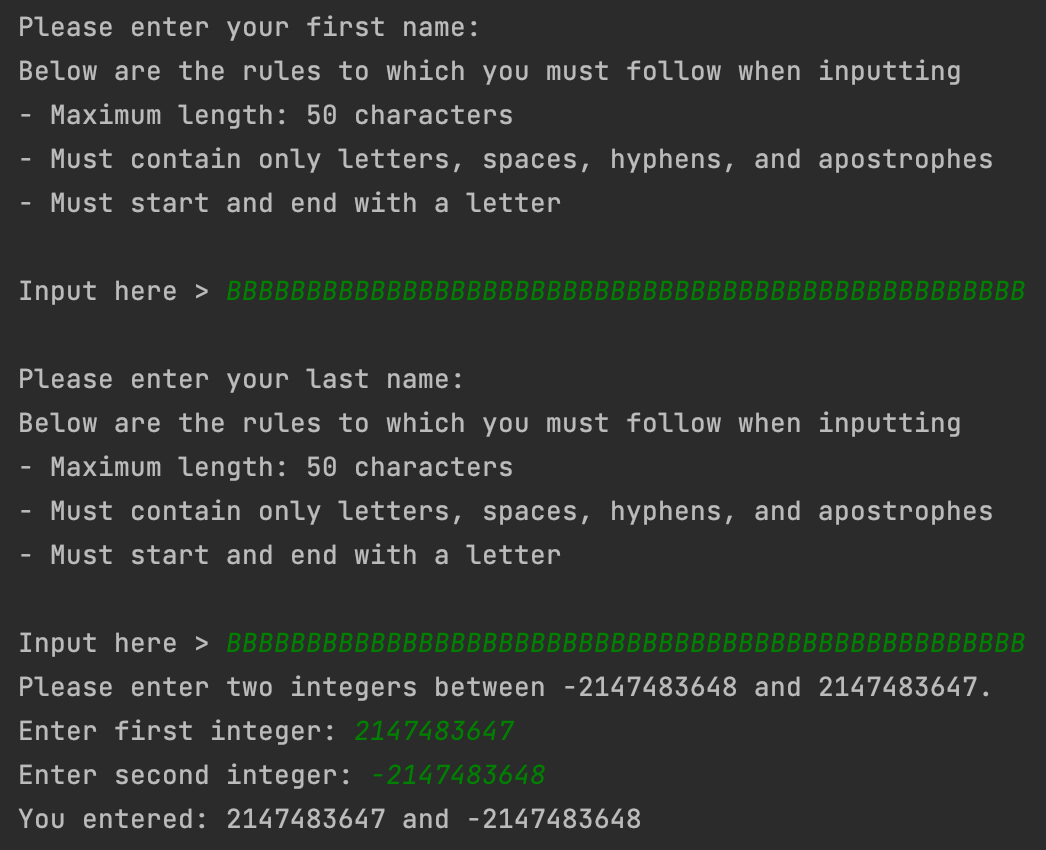 Please enter your first name:
Below are the rules to which you must follow when inputting
- Maximum length: 50 characters
- Must contain only letters, spaces, hyphens, and apostrophes
- Must start and end with a letter
Input here > BBBBBBBBBBBBBBBBBBBBBBBBBBBBBBBBBBBBBBBBBBBBBBBBBB
Please enter your last name:
Below are the rules to which you must follow when inputting
- Maximum length: 50 characters
- Must contain only letters, spaces, hyphens, and apostrophes
- Must start and end with a letter
Input here > BBBBBBBBBBBBBBBBBBBBBBBBBBBBBBBBBBBBBBBBBBBBBBBBBB
Please enter two integers between -2147483648 and 2147483647.
Enter first integer: 2147483647
Enter second integer: -2147483648
You entered: 2147483647 and -2147483648